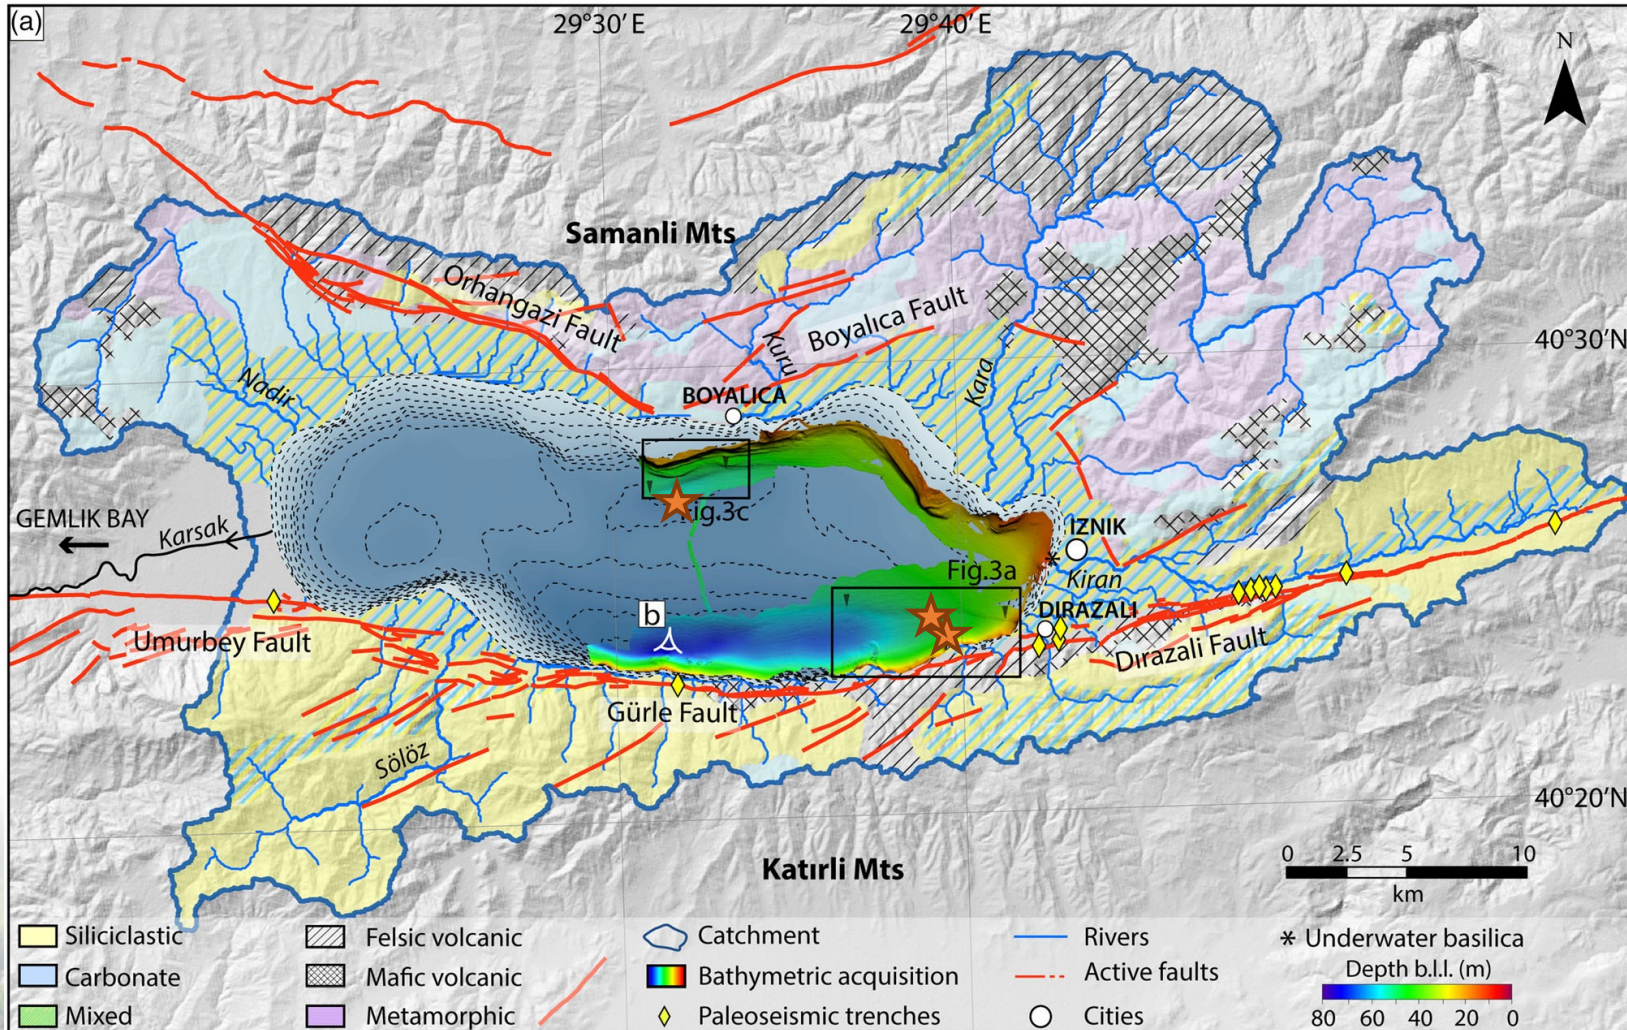 (a)
29°30′E
29°40′E
N
Samanli Mts
Orhangazi Fault
Kuru
Boyalıca Fault
40°30′N
Nadir
Kara
BOYALICA
GEMLIK BAY
Karsak
ig.3c
İZNIK
Fig.3a
Kiran
b
DIRAZALI
Umurbey Fault
Dırazali Fault
Gürle Fault
Sölöz
40°20′N
Katırli Mts
0 2.5 5 10
km
Siliciclastic
Felsic volcanic
Catchment
Rivers
* Underwater basilica
Carbonate
Mafic volcanic
Bathymetric acquisition
Active faults
Depth b.l.l. (m)
Mixed
Metamorphic
Paleoseismic trenches
Cities
80 60 40 20 0